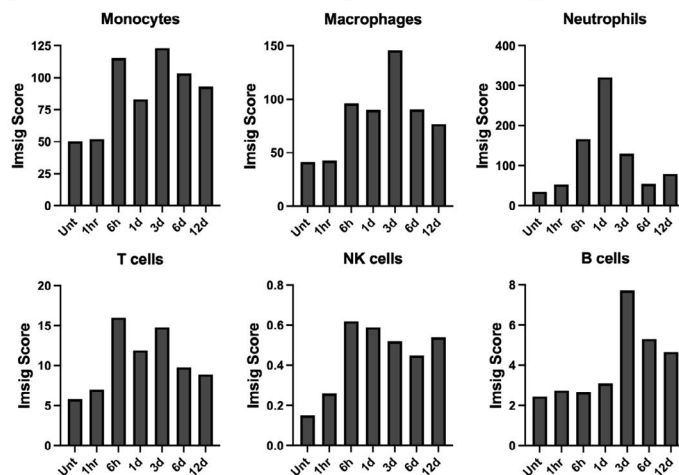 Monocytes
Imsig Score
125
100
75
50
25
0
Unt 1hr 6h 1d 3d 6d 12d
Macrophages
Imsig Score
150
100
50
0
Unt 1hr 6h 1d 3d 6d 12d
Neutrophils
Imsig Score
400
300
200
100
0
Unt 1hr 6h 1d 3d 6d 12d
T cells
Imsig Score
20
15
10
5
0
Unt 1hr 6h 1d 3d 6d 12d
NK cells
Imsig Score
0.8
0.6
0.4
0.2
0.0
Unt 1hr 6h 1d 3d 6d 12d
B cells
Imsig Score
8
6
4
2
0
Unt 1hr 6h 1d 3d 6d 12d